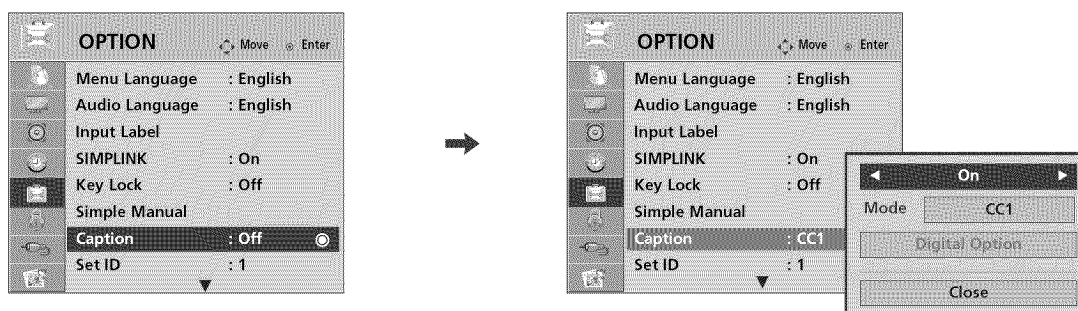 OPTION Move Enter
Menu Language : English
Audio Language : English
Input Label
SIMPLINK : On
Key Lock : Off
Simple Manual
Caption : Off
Set ID : 1
OPTION Move Enter
Menu Language : English
Audio Language : English
Input Label
SIMPLINK : On
Key Lock : Off
Simple Manual
Caption : CC1
Set ID : 1
On
Mode CC1
Digital Option
Close